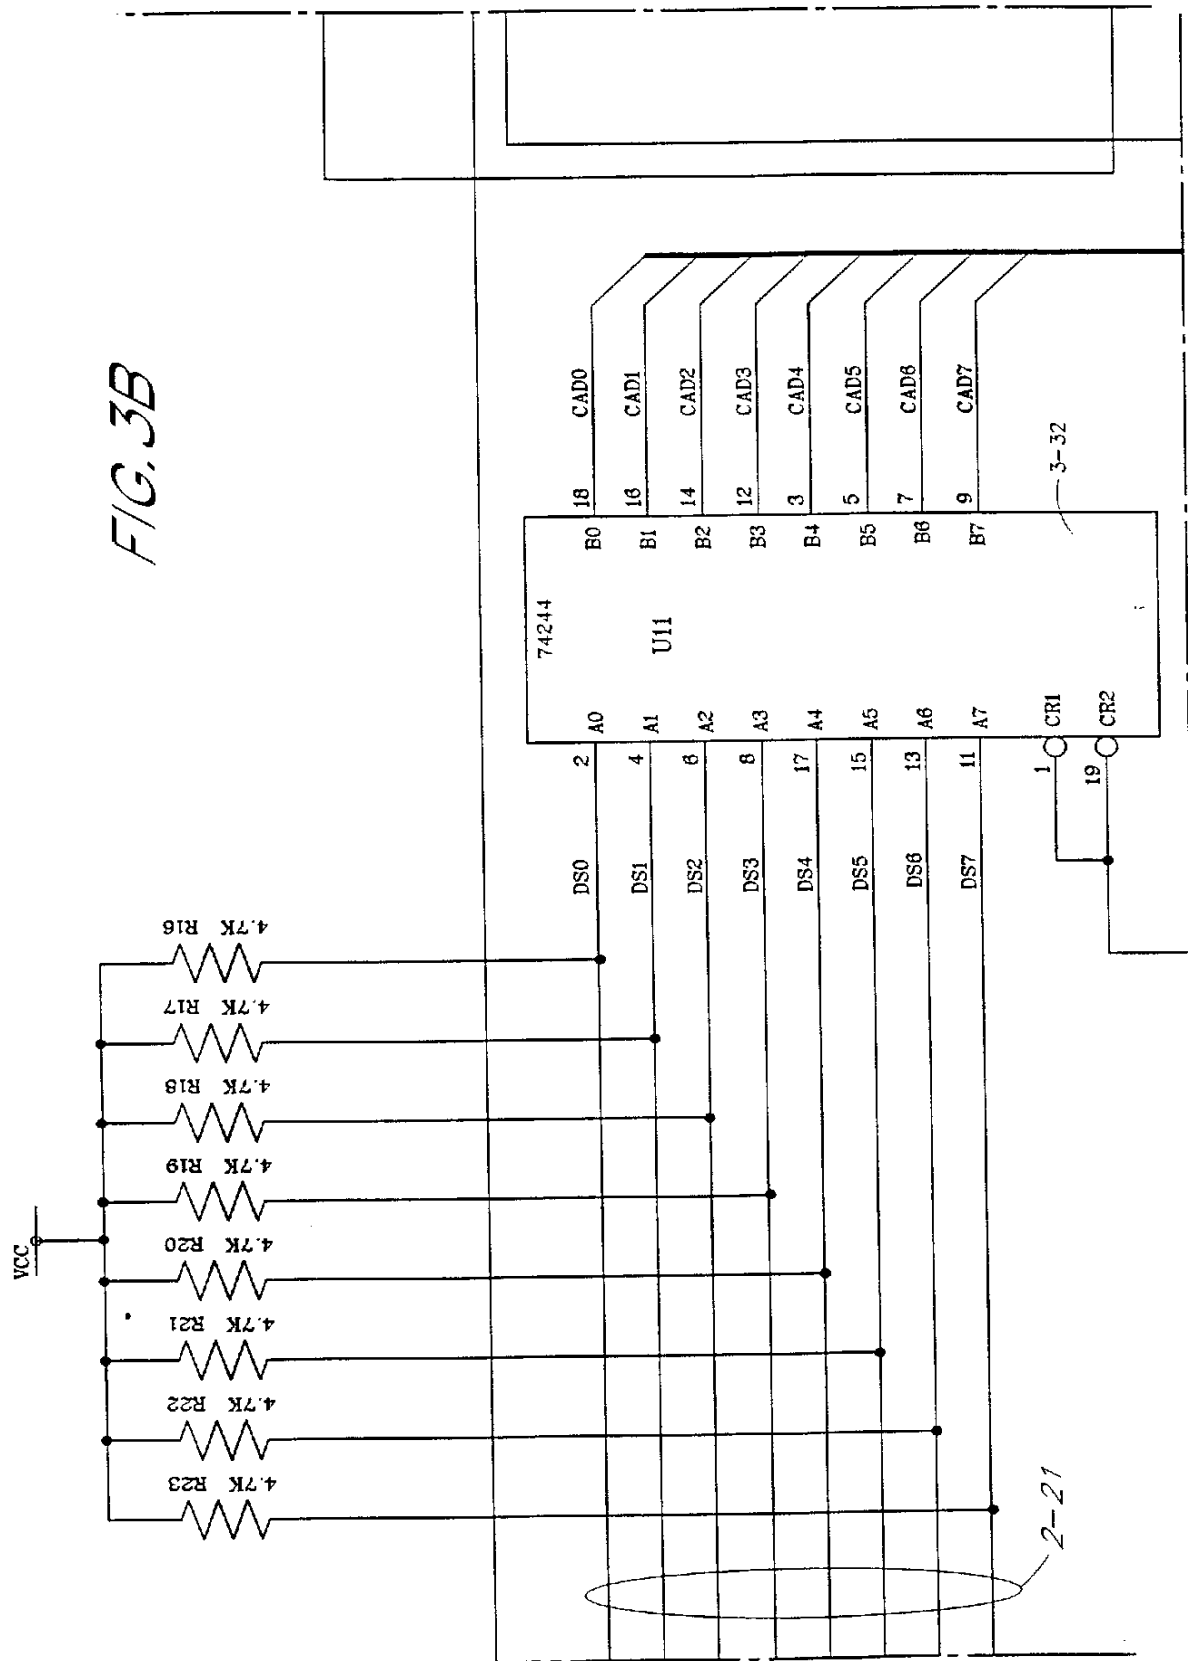 FIG. 3B
VCC
R23 4.7K
R22 4.7K
R21 4.7K
R20 4.7K
R19 4.7K
R18 4.7K
R17 4.7K
R16 4.7K
74244
U11
DS0 2 A0
DS1 4 A1
DS2 6 A2
DS3 8 A3
DS4 17 A4
DS5 15 A5
DS6 13 A6
DS7 11 A7
1 CR1
19 CR2
B0 18 CAD0
B1 16 CAD1
B2 14 CAD2
B3 12 CAD3
B4 3 CAD4
B5 5 CAD5
B6 7 CAD6
B7 9 CAD7
3-32
2-21